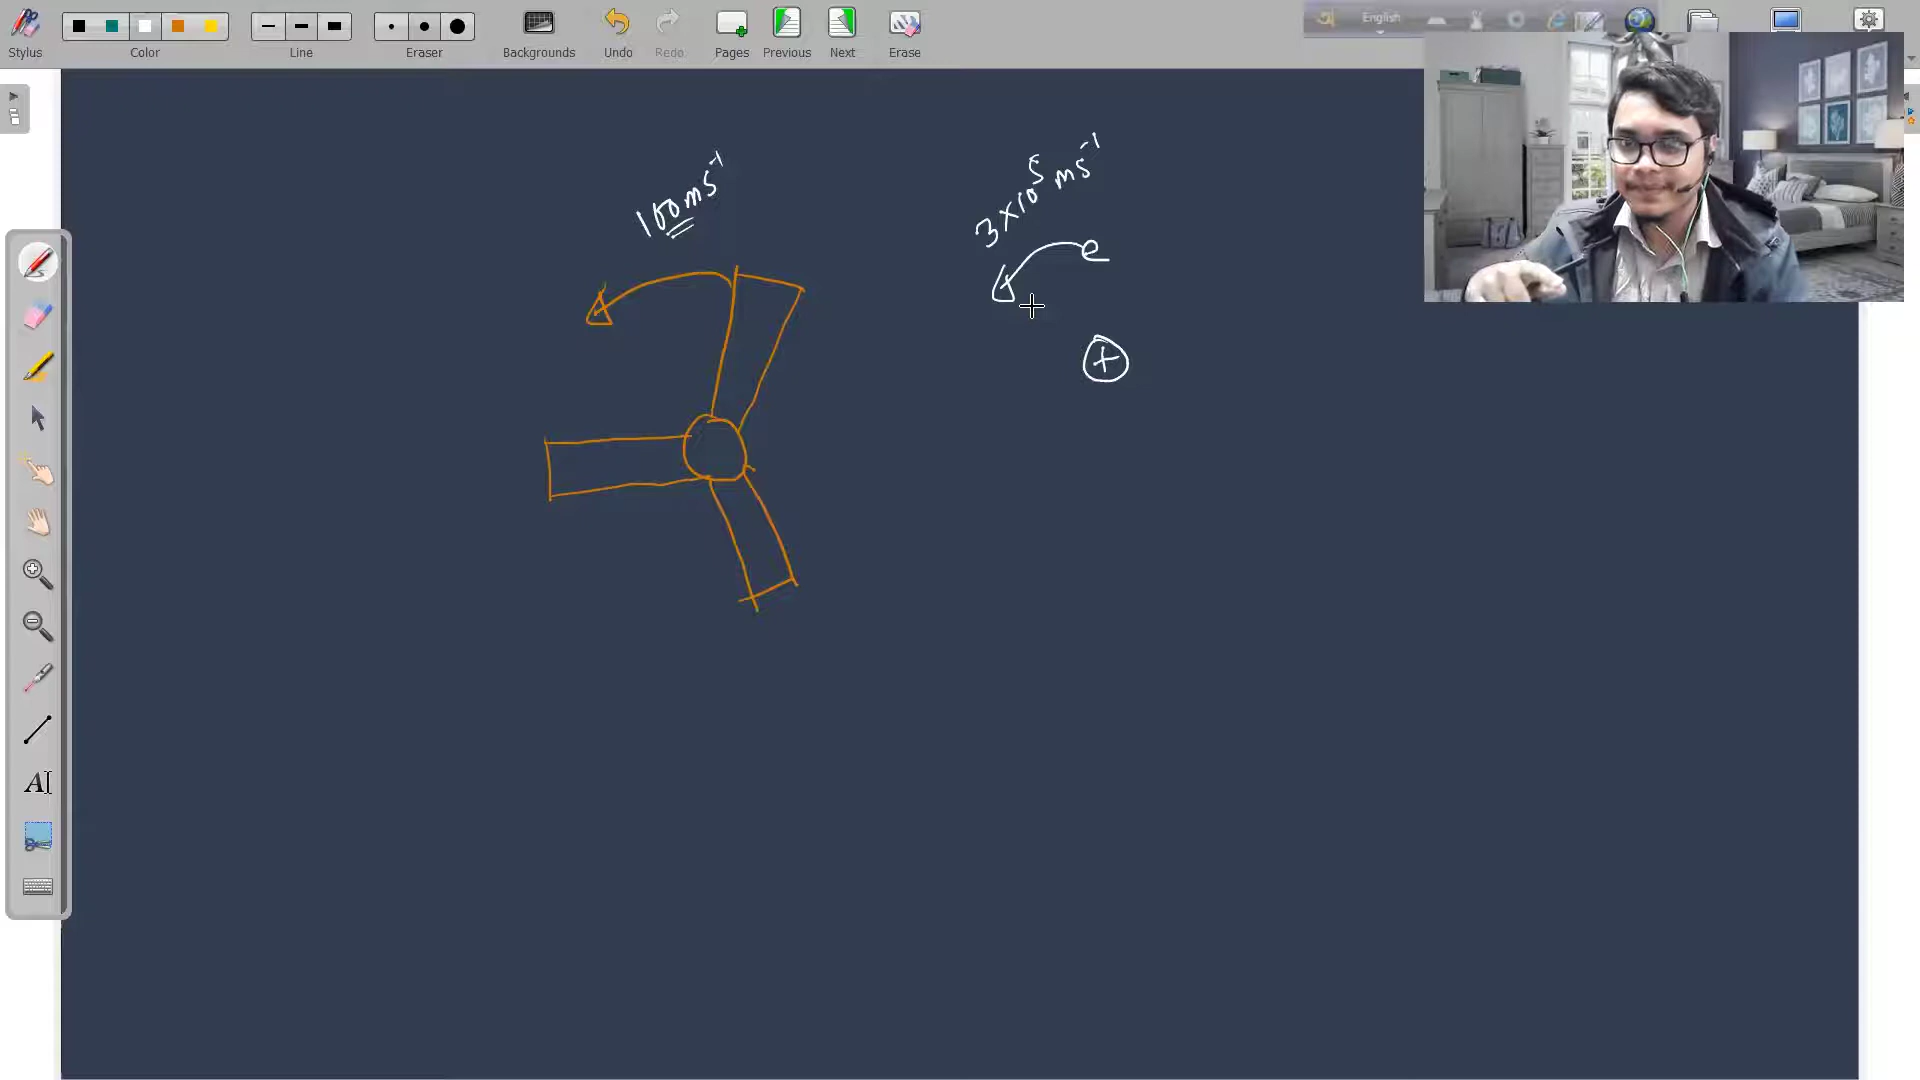 English
Stylus
Color
Line
Eraser
Backgrounds
Undo
Redo
Pages
Previous
Next
Erase
100 ms⁻¹
3×10⁵ ms⁻¹
e
+
A